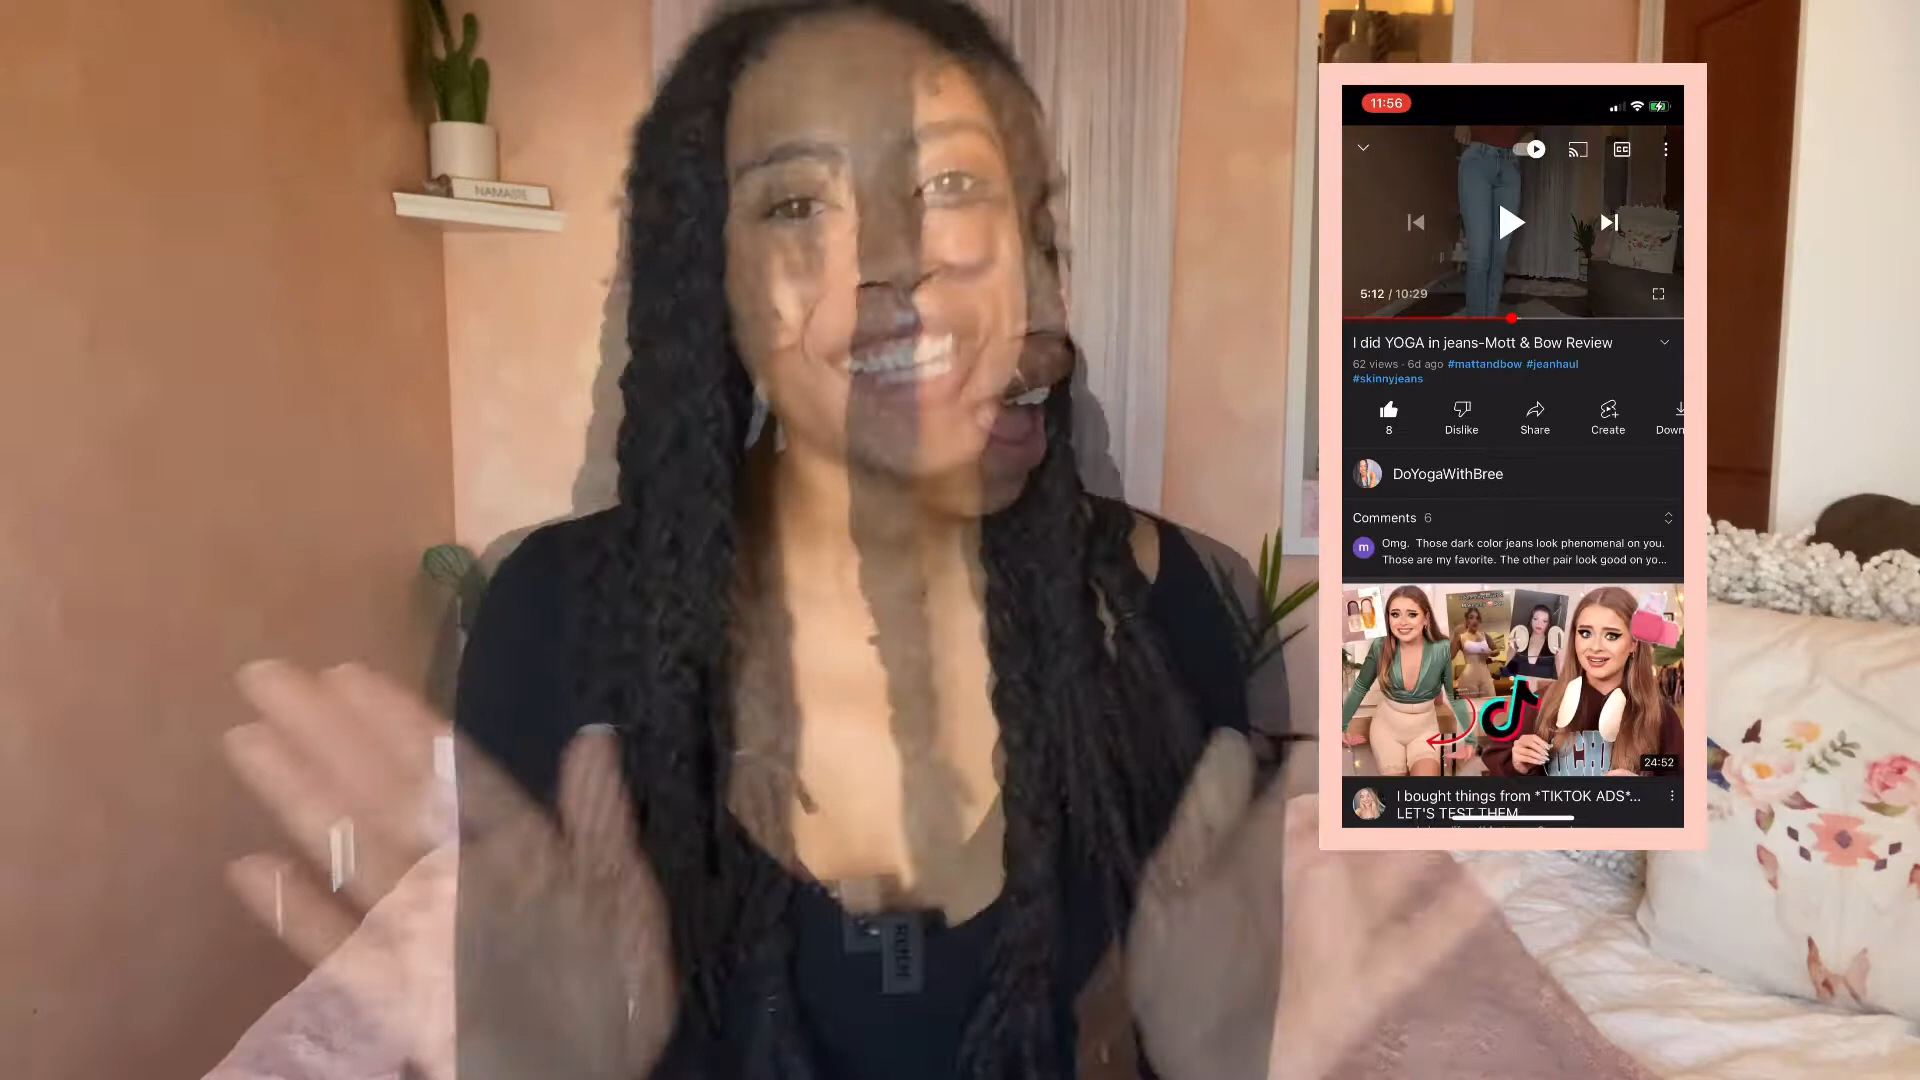 NAMASTE
11:56
CC
5:12 / 10:29
I did YOGA in jeans-Mott & Bow Review
62 views · 6d ago #mattandbow #jeanhaul
#skinnyjeans
8
Dislike
Share
Create
Down
DoYogaWithBree
Comments 6
m
Omg. Those dark color jeans look phenomenal on you.
Those are my favorite. The other pair look good on yo...
24:52
I bought things from *TIKTOK ADS*...
LET'S TEST THEM